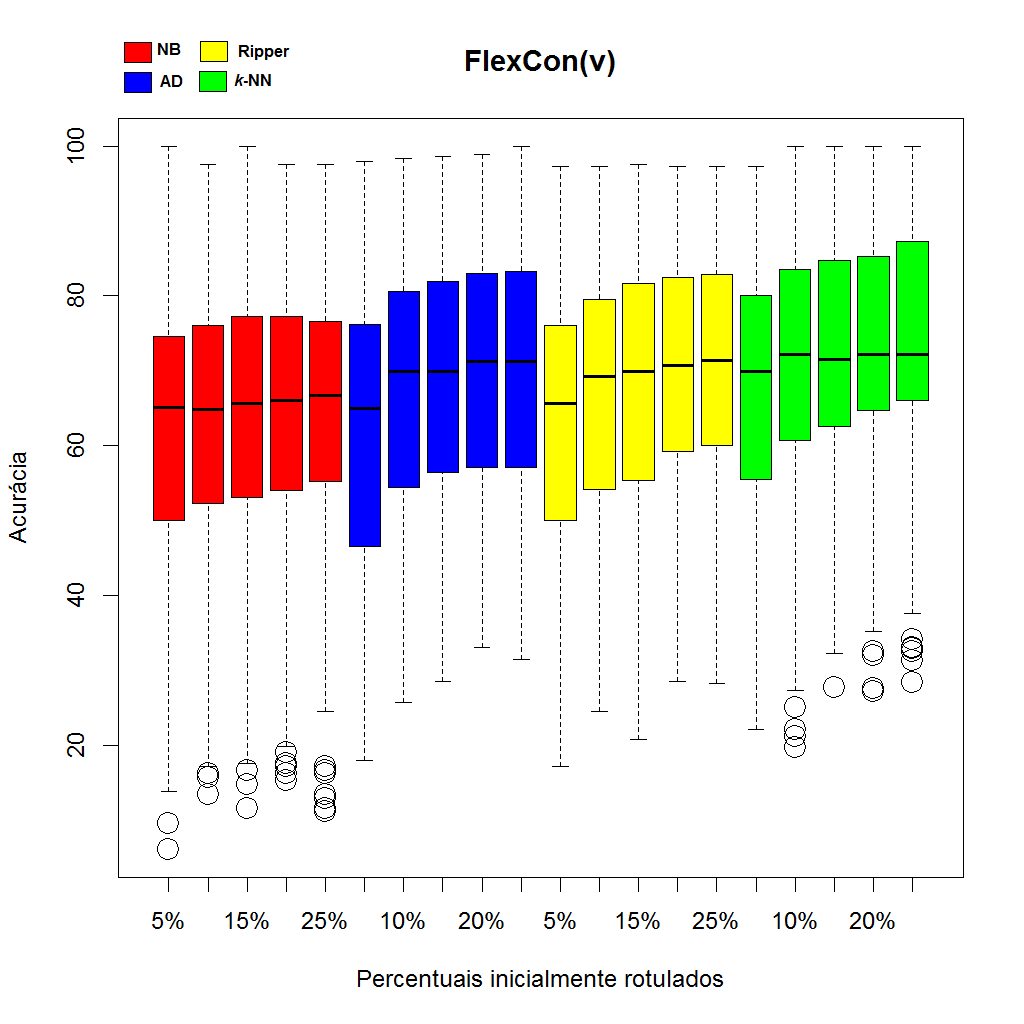 NB Ripper
FlexCon(v)
AD k-NN
100
80
60
40
20
Acurácia
5% 15% 25% 10% 20% 5% 15% 25% 10% 20%
Percentuais inicialmente rotulados